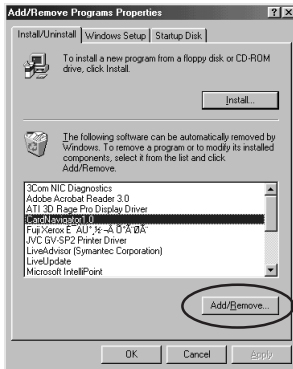 Add/Remove Programs Properties
Install/Uninstall Windows Setup Startup Disk
To install a new program from a floppy disk or CD-ROM
drive, click Install.
Install...
The following software can be automatically removed by
Windows. To remove a program or to modify its installed
components, select it from the list and click
Add/Remove.
3Com NIC Diagnostics
Adobe Acrobat Reader 3.0
ATI 3D Rage Pro Display Driver
CardNavigator1.0
Fuji Xerox
JVC GV-SP2 Printer Driver
LiveAdvisor (Symantec Corporation)
LiveUpdate
Microsoft IntelliPoint
Add/Remove...
OK Cancel Apply